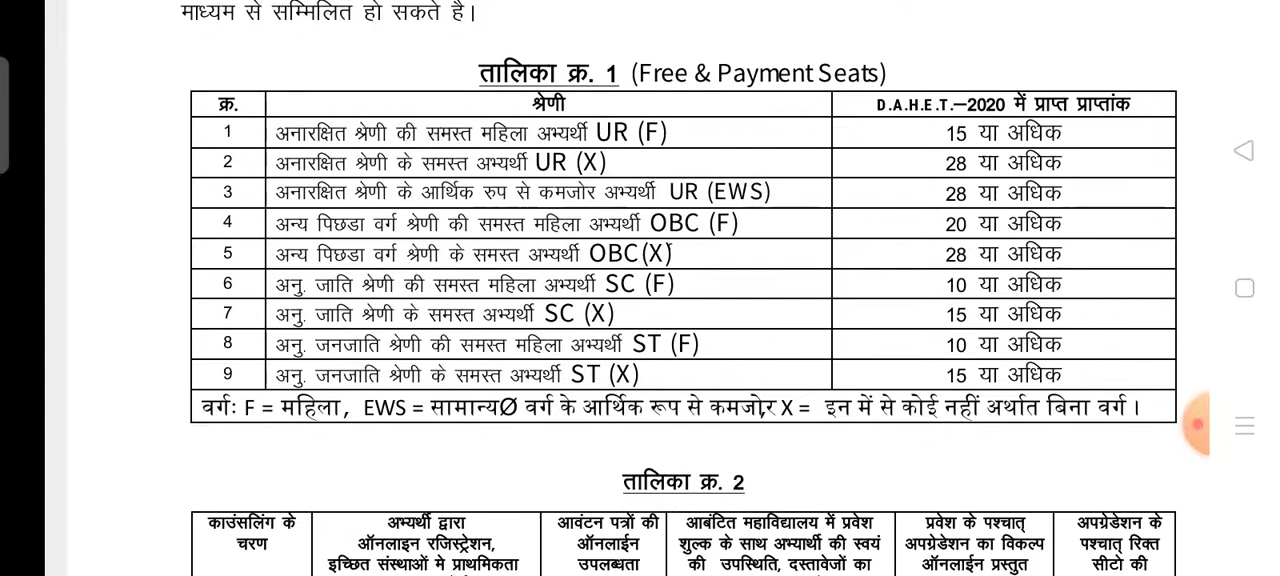 माध्यम से सम्मिलित हो सकते है।
तालिका क्र. 1 (Free & Payment Seats)
क्र. श्रेणी D.A.H.E.T.–2020 में प्राप्त प्राप्तांक
1 अनारक्षित श्रेणी की समस्त महिला अभ्यर्थी UR (F) 15 या अधिक
2 अनारक्षित श्रेणी के समस्त अभ्यर्थी UR (X) 28 या अधिक
3 अनारक्षित श्रेणी के आर्थिक रुप से कमजोर अभ्यर्थी UR (EWS) 28 या अधिक
4 अन्य पिछडा वर्ग श्रेणी की समस्त महिला अभ्यर्थी OBC (F) 20 या अधिक
5 अन्य पिछडा वर्ग श्रेणी के समस्त अभ्यर्थी OBC (X) 28 या अधिक
6 अनु. जाति श्रेणी की समस्त महिला अभ्यर्थी SC (F) 10 या अधिक
7 अनु. जाति श्रेणी के समस्त अभ्यर्थी SC (X) 15 या अधिक
8 अनु. जनजाति श्रेणी की समस्त महिला अभ्यर्थी ST (F) 10 या अधिक
9 अनु. जनजाति श्रेणी के समस्त अभ्यर्थी ST (X) 15 या अधिक
वर्गः F = महिला, EWS = सामान्यØ वर्ग के आर्थिक रूप से कमजोर, X = इन में से कोई नहीं अर्थात बिना वर्ग।
तालिका क्र. 2
काउंसलिंग के अभ्यर्थी द्वारा आवंटन पत्रों की आबंटित महाविद्यालय में प्रवेश प्रवेश के पश्चात् अपग्रेडेशन के
चरण ऑनलाइन रजिस्ट्रेशन, ऑनलाईन शुल्क के साथ अभ्यार्थी की स्वयं अपग्रेडेशन का विकल्प पश्चात् रिक्त
इच्छित संस्थाओं मे प्राथमिकता उपलब्धता की उपस्थिति, दस्तावेजों का ऑनलाईन प्रस्तुत सीटो की